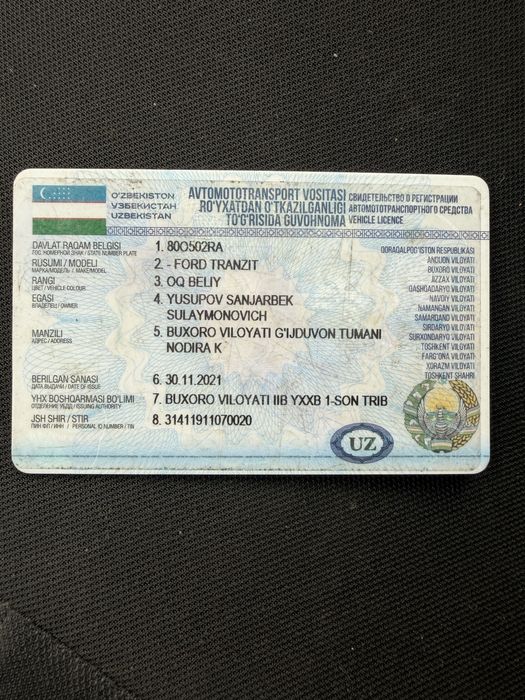 O'ZBEKISTON
ЎЗБЕКИСТАН
UZBEKISTAN
AVTOMOTOTRANSPORT VOSITASI
RO'YXATDAN O'TKAZILGANLIGI
TO'G'RISIDA GUVOHNOMA
СВИДЕТЕЛЬСТВО О РЕГИСТРАЦИИ
АВТОМОТОТРАНСПОРТНОГО СРЕДСТВА
VEHICLE LICENCE
DAVLAT RAQAM BELGISI
ГОС. НОМЕРНОЙ ЗНАК / STATE NUMBER PLATE
1. 80O502RA
RUSUMI / MODELI
МАРКА/МОДЕЛЬ / MAKE/MODEL
2. - FORD TRANZIT
RANGI
ЦВЕТ / VEHICLE COLOUR
3. OQ BELIY
EGASI
ВЛАДЕЛЕЦ / OWNER
4. YUSUPOV SANJARBEK
SULAYMONOVICH
MANZILI
АДРЕС / ADDRESS
5. BUXORO VILOYATI G'IJDUVON TUMANI
NODIRA K
BERILGAN SANASI
ДАТА ВЫДАЧИ / DATE OF ISSUE
6. 30.11.2021
YHX BOSHQARMASI BO'LIMI
ОТДЕЛЕНИЕ УБДД / ISSUING AUTHORITY
7. BUXORO VILOYATI IIB YXXB 1-SON TRIB
JSH SHIR / STIR
ПИН ФЛ / ИНН / PERSONAL ID NUMBER / TIN
8. 31411911070020
QORAQALPOG'ISTON RESPUBLIKASI
ANDIJON VILOYATI
BUXORO VILOYATI
JIZZAX VILOYATI
QASHQADARYO VILOYATI
NAVOIY VILOYATI
NAMANGAN VILOYATI
SAMARQAND VILOYATI
SIRDARYO VILOYATI
SURXONDARYO VILOYATI
TOSHKENT VILOYATI
FARG'ONA VILOYATI
XORAZM VILOYATI
TOSHKENT SHAHRI
UZ